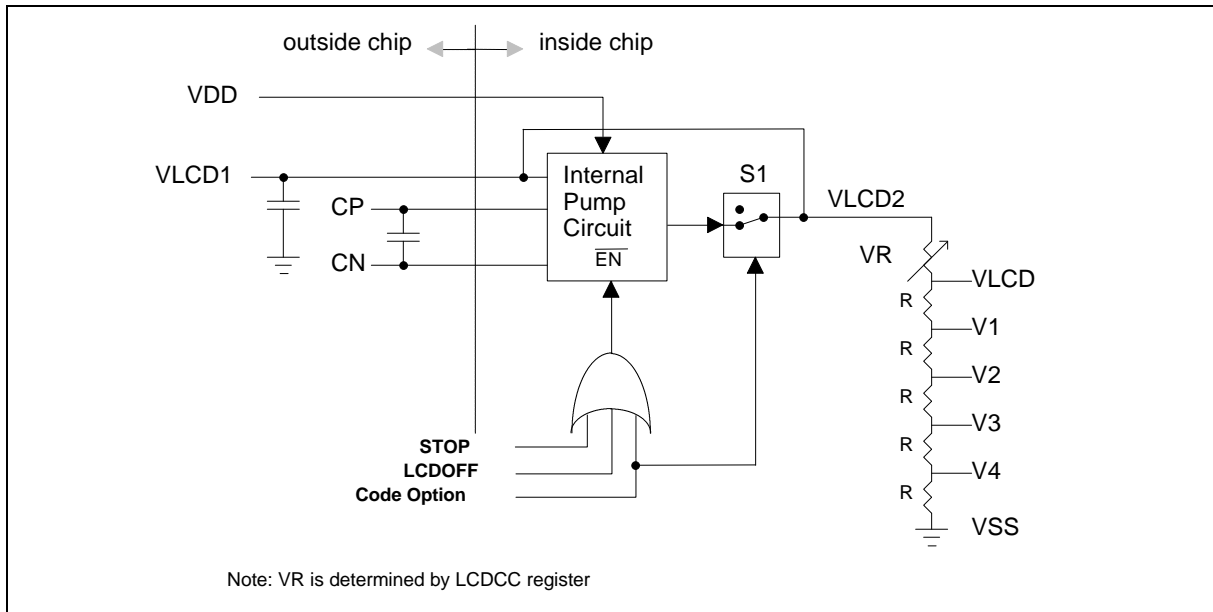 outside chip
inside chip
VDD
VLCD1
CP
CN
Internal
Pump
Circuit
EN
S1
VLCD2
VR
VLCD
R
V1
R
V2
R
V3
R
V4
R
VSS
STOP
LCDOFF
Code Option
Note: VR is determined by LCDCC register